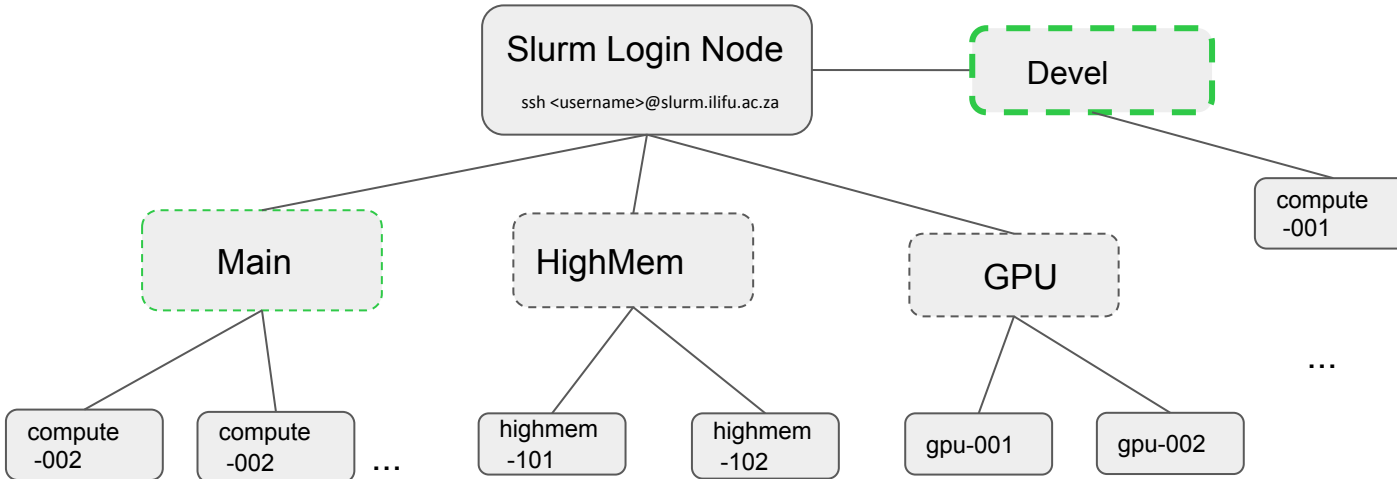 Slurm Login Node
ssh <username>@slurm.ilifu.ac.za
Devel
compute
-001
Main
HighMem
GPU
...
compute
-002
compute
-002
...
highmem
-101
highmem
-102
gpu-001
gpu-002